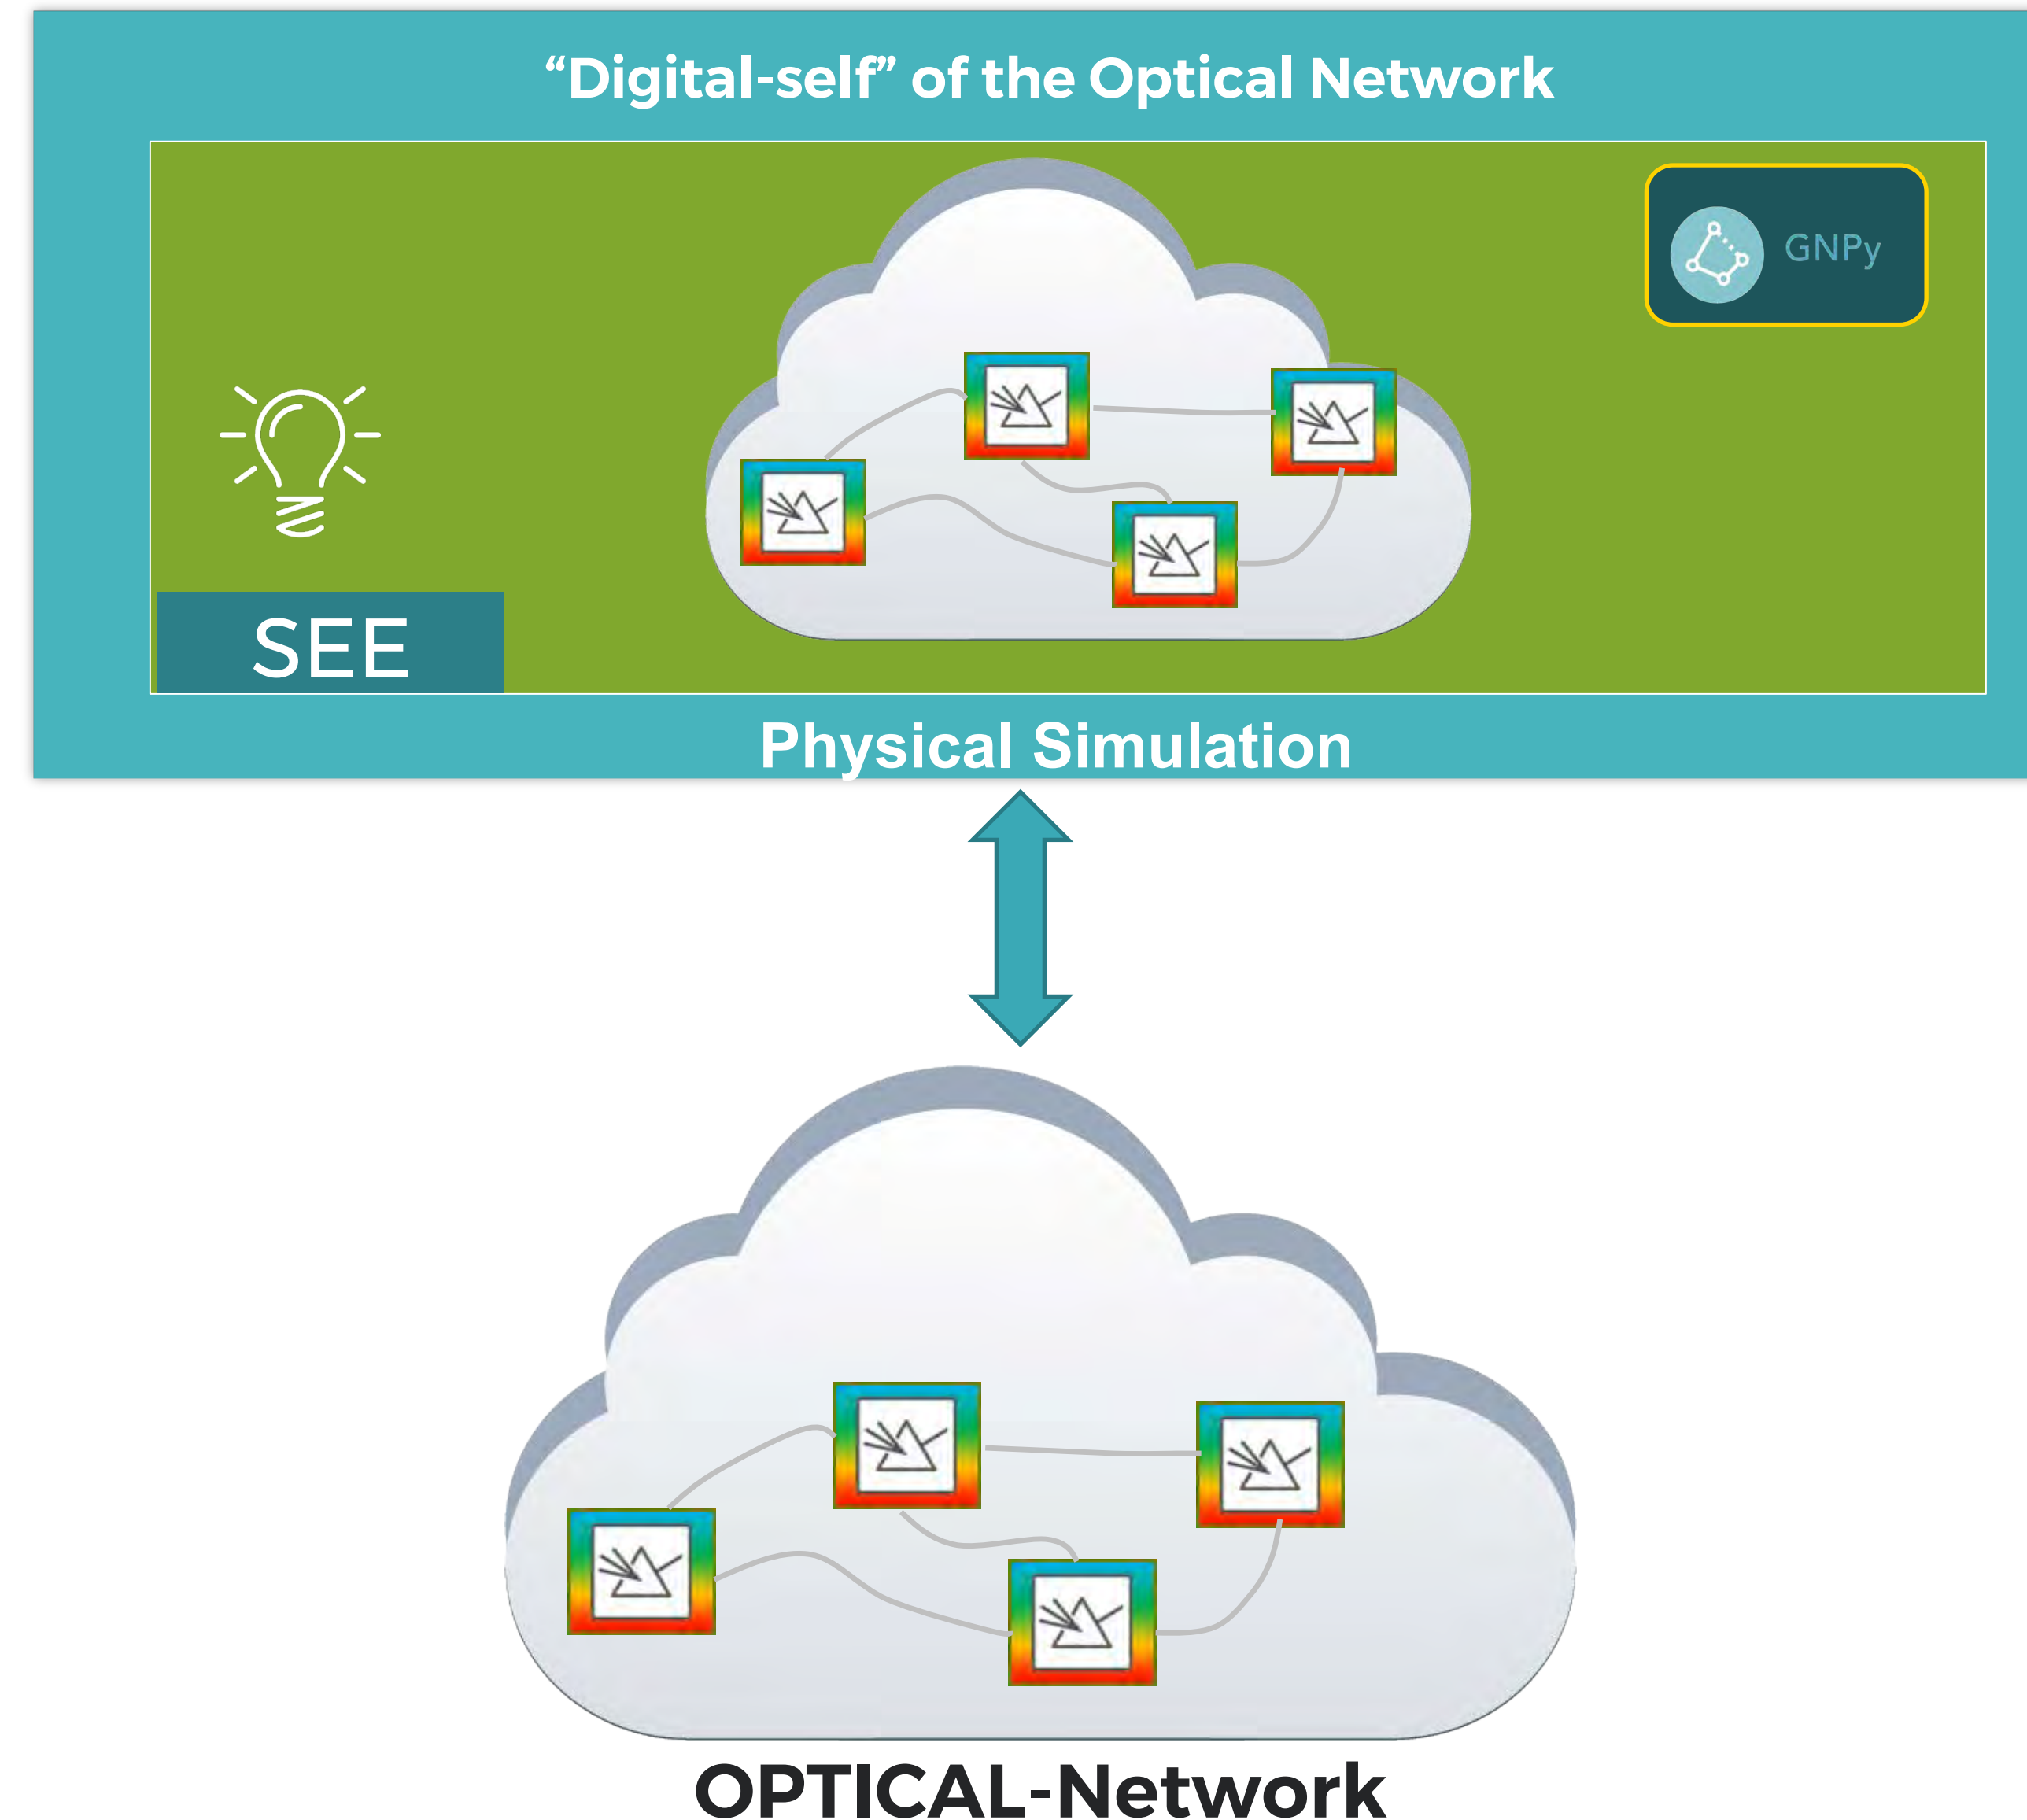 “Digital-self” of the Optical Network
GNPy
SEE
Physical Simulation
OPTICAL-Network